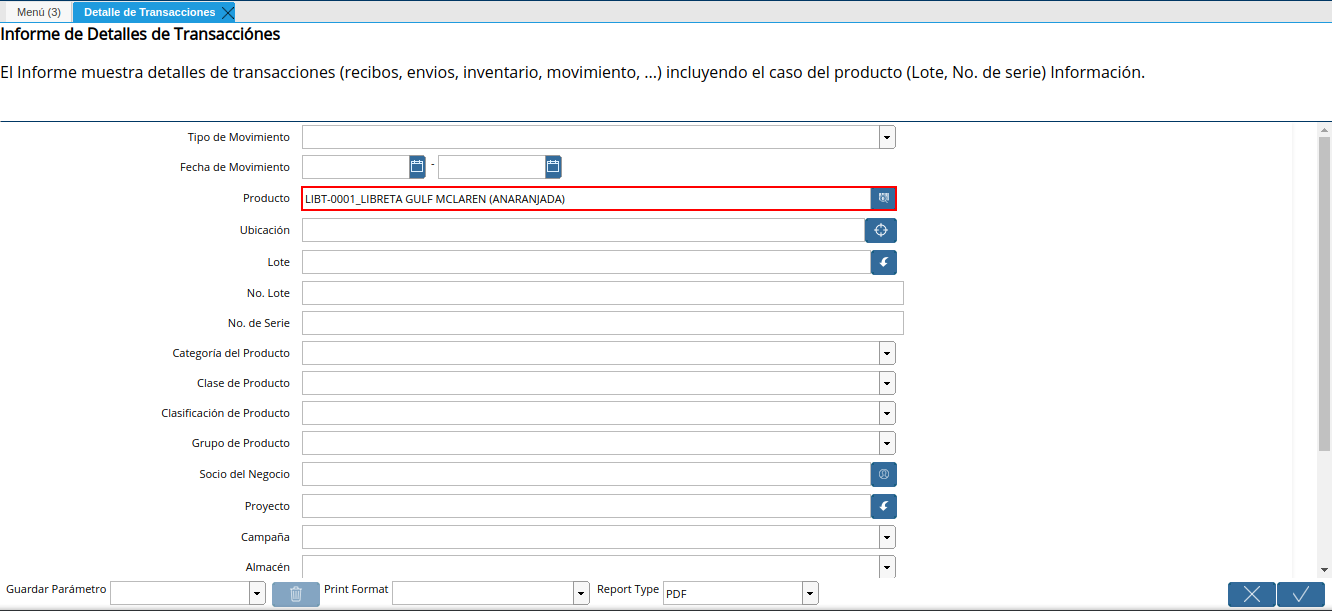 Menú (3)
Detalle de Transacciones
Informe de Detalles de Transacciónes
El Informe muestra detalles de transacciones (recibos, envios, inventario, movimiento, ...) incluyendo el caso del producto (Lote, No. de serie) Información.
Tipo de Movimiento
Fecha de Movimiento -
Producto LIBT-0001_LIBRETA GULF MCLAREN (ANARANJADA)
Ubicación
Lote
No. Lote
No. de Serie
Categoría del Producto
Clase de Producto
Clasificación de Producto
Grupo de Producto
Socio del Negocio
Proyecto
Campaña
Almacén
Guardar Parámetro Print Format Report Type PDF